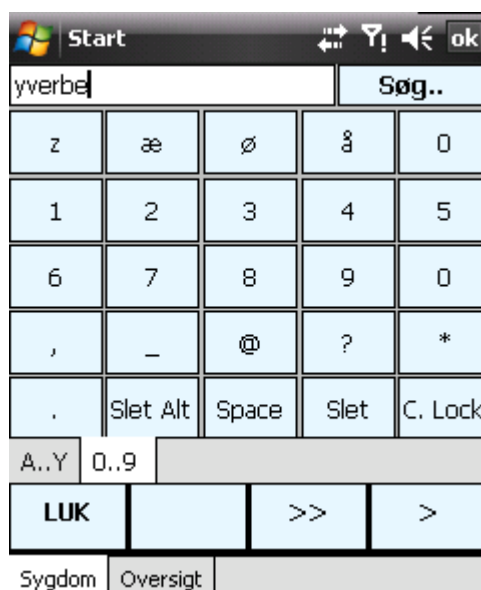 Start ok
yverbe Søg..
z æ ø å 0
1 2 3 4 5
6 7 8 9 0
, _ @ ? *
. Slet Alt Space Slet C. Lock
A..Y 0..9
LUK >> >
Sygdom Oversigt